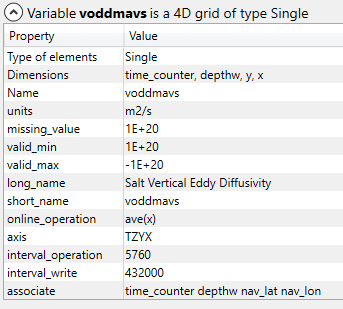 Variable voddmavs is a 4D grid of type Single
Property Value
Type of elements Single
Dimensions time_counter, depthw, y, x
Name voddmavs
units m2/s
missing_value 1E+20
valid_min 1E+20
valid_max -1E+20
long_name Salt Vertical Eddy Diffusivity
short_name voddmavs
online_operation ave(x)
axis TZYX
interval_operation 5760
interval_write 432000
associate time_counter depthw nav_lat nav_lon